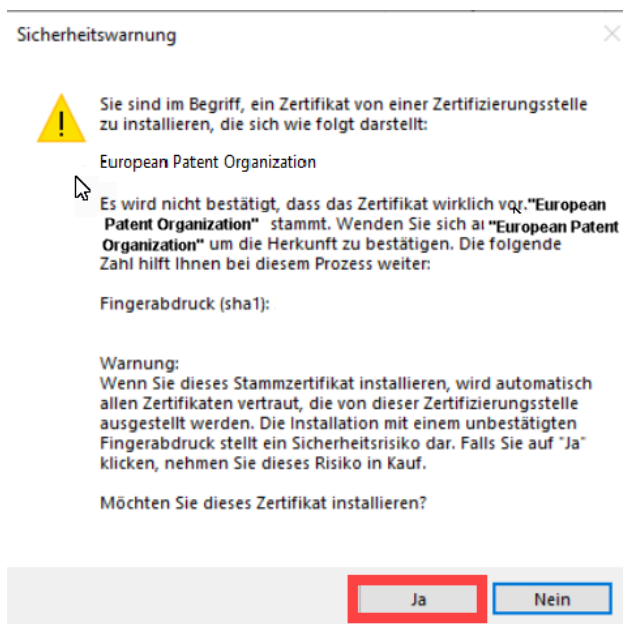 Sicherheitswarnung
Sie sind im Begriff, ein Zertifikat von einer Zertifizierungsstelle
zu installieren, die sich wie folgt darstellt:
European Patent Organization
Es wird nicht bestätigt, dass das Zertifikat wirklich vor."European
Patent Organization" stammt. Wenden Sie sich ar "European Patent
Organization" um die Herkunft zu bestätigen. Die folgende
Zahl hilft Ihnen bei diesem Prozess weiter:
Fingerabdruck (sha1):
Warnung:
Wenn Sie dieses Stammzertifikat installieren, wird automatisch
allen Zertifikaten vertraut, die von dieser Zertifizierungsstelle
ausgestellt werden. Die Installation mit einem unbestätigten
Fingerabdruck stellt ein Sicherheitsrisiko dar. Falls Sie auf "Ja"
klicken, nehmen Sie dieses Risiko in Kauf.
Möchten Sie dieses Zertifikat installieren?
Ja
Nein